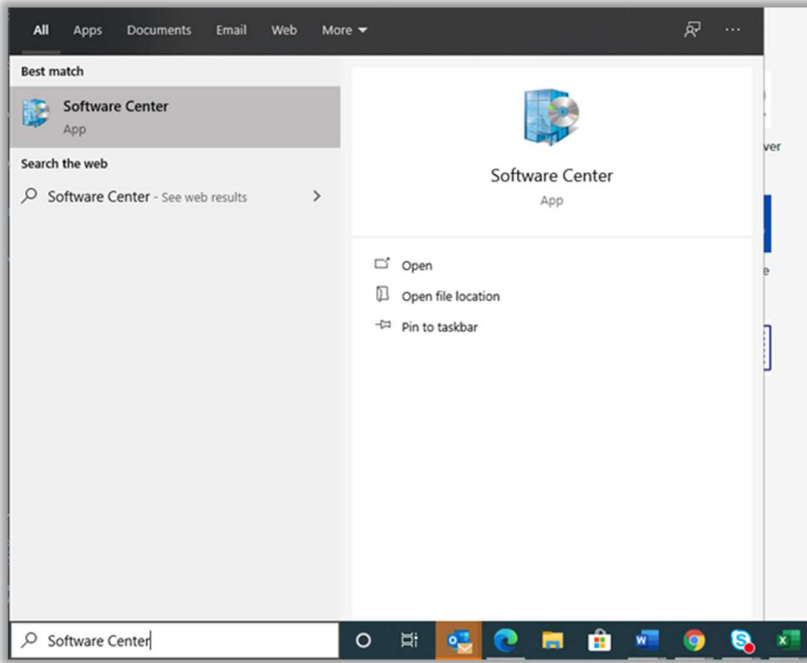 All Apps Documents Email Web More
Best match
Software Center
App
Search the web
Software Center - See web results
Software Center
App
Open
Open file location
Pin to taskbar
ver
e
Software Center